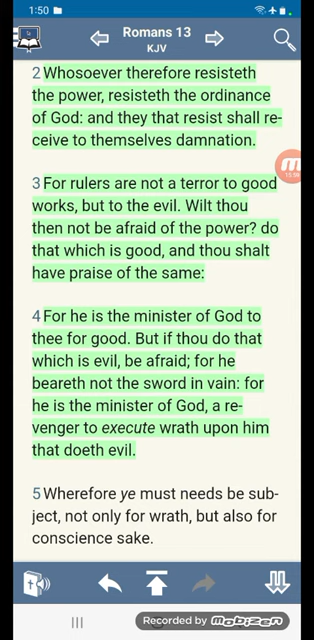 1:50
Romans 13
KJV
2 Whosoever therefore resisteth
the power, resisteth the ordinance
of God: and they that resist shall re-
ceive to themselves damnation.
3 For rulers are not a terror to good
works, but to the evil. Wilt thou
then not be afraid of the power? do
that which is good, and thou shalt
have praise of the same:
4 For he is the minister of God to
thee for good. But if thou do that
which is evil, be afraid; for he
beareth not the sword in vain: for
he is the minister of God, a re-
venger to execute wrath upon him
that doeth evil.
5 Wherefore ye must needs be sub-
ject, not only for wrath, but also for
conscience sake.
Recorded by mobizen